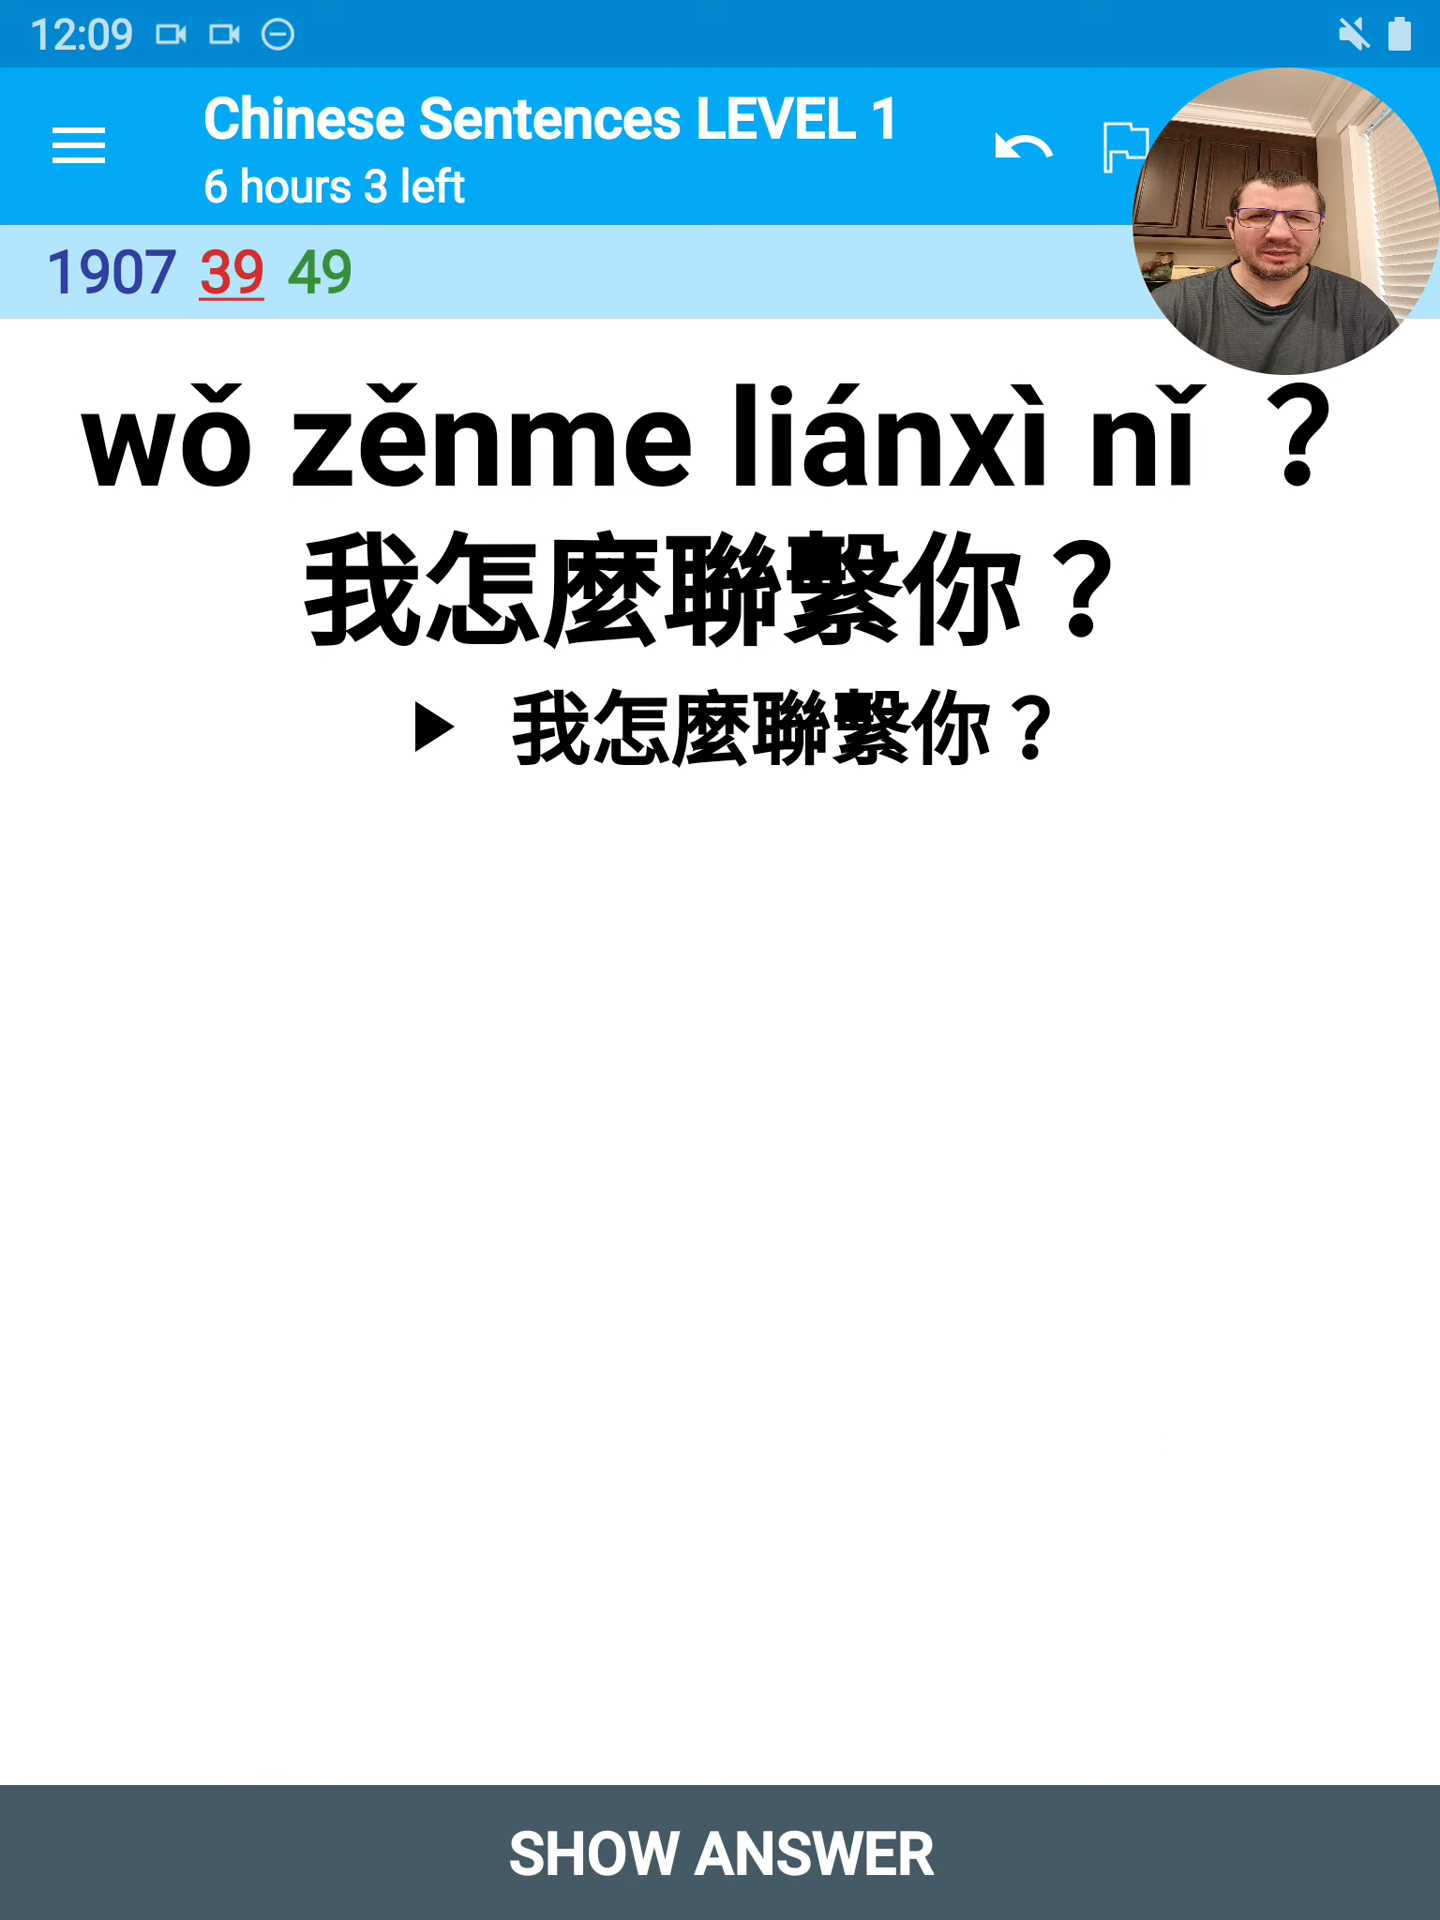 12:09
Chinese Sentences LEVEL 1
6 hours 3 left
1907 39 49
wǒ zěnme liánxì nǐ ？
我怎麼聯繫你？
我怎麼聯繫你？
SHOW ANSWER